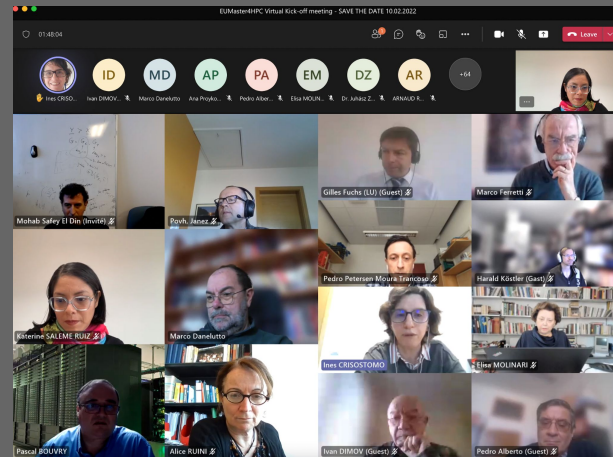 EUMaster4HPC Virtual Kick-off meeting - SAVE THE DATE 10.02.2022
01:48:04
Leave
ID
MD
AP
PA
EM
DZ
AR
+64
Ines CRISO...
Ivan DIMOV...
Marco Danelutto
Ana Proyko...
Pedro Alber...
Elisa MOLIN...
Dr. Juhász Z...
ARNAUD R...
Mohab Safey El Din (Invité)
Povh, Janez
Gilles Fuchs (LU) (Guest)
Marco Ferretti
Pedro Petersen Moura Trancoso
Harald Köstler (Gast)
Katerine SALEME RUIZ
Marco Danelutto
Ines CRISOSTOMO
Elisa MOLINARI
Pascal BOUVRY
Alice RUINI
Ivan DIMOV (Guest)
Pedro Alberto (Guest)